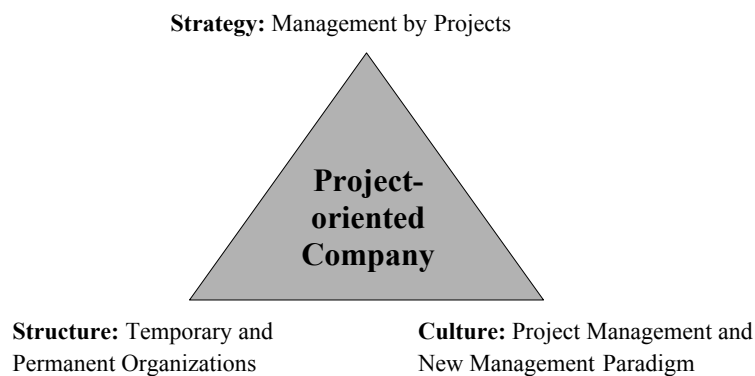 Strategy: Management by Projects
Project-
oriented
Company
Structure: Temporary and
Permanent Organizations
Culture: Project Management and
New Management Paradigm